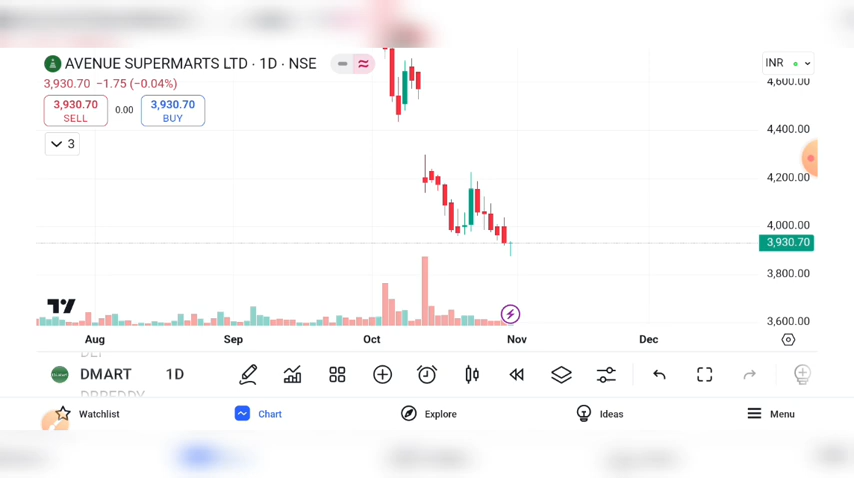 AVENUE SUPERMARTS LTD · 1D · NSE
INR
3,930.70 −1.75 (−0.04%)
3,930.70
SELL
0.00
3,930.70
BUY
3
4,600.00
4,400.00
4,200.00
4,000.00
3,930.70
3,800.00
3,600.00
Aug Sep Oct Nov Dec
DMART 1D
Watchlist Chart Explore Ideas Menu